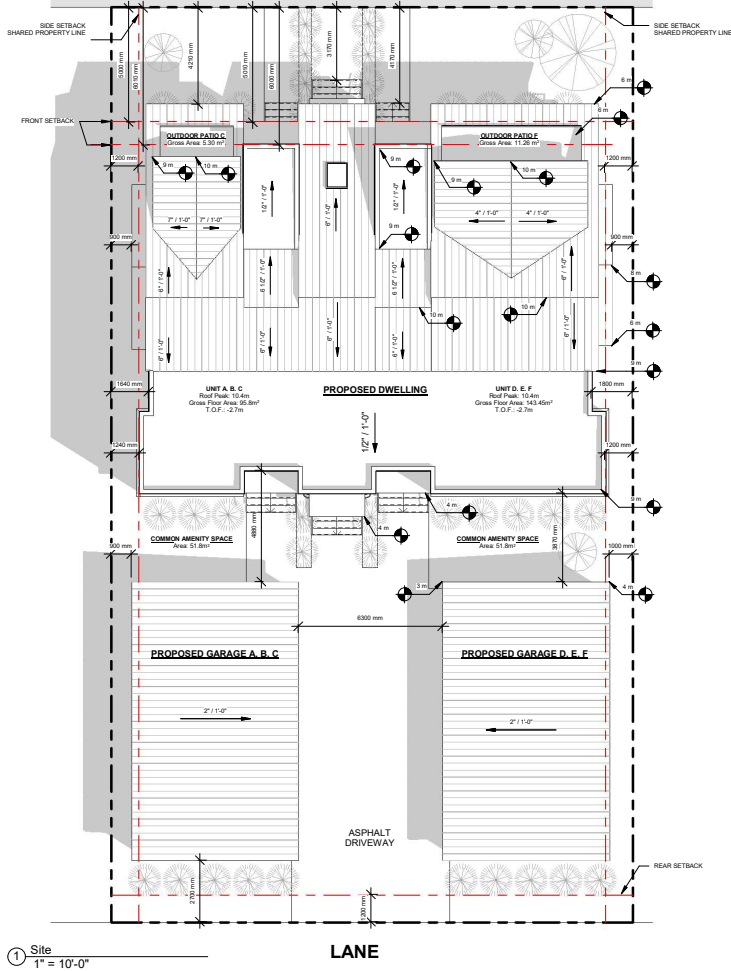 SIDE SETBACK
SHARED PROPERTY LINE
SIDE SETBACK
SHARED PROPERTY LINE
5000 mm
6010 mm
4210 mm
5010 mm
6000 mm
3170 mm
4170 mm
6 m
6 m
FRONT SETBACK
OUTDOOR PATIO C
Gross Area: 5.30 m²
OUTDOOR PATIO F
Gross Area: 11.26 m²
1200 mm
1200 mm
9 m
10 m
9 m
9 m
10 m
1/2" / 1'-0"
6" / 1'-0"
1/2" / 1'-0"
7" / 1'-0"
7" / 1'-0"
4" / 1'-0"
4" / 1'-0"
9 m
900 mm
900 mm
6" / 1'-0"
6 1/2" / 1'-0"
6 1/2" / 1'-0"
6" / 1'-0"
10 m
10 m
6 m
6" / 1'-0"
6" / 1'-0"
6" / 1'-0"
6" / 1'-0"
6" / 1'-0"
9 m
1640 mm
1800 mm
UNIT A. B. C
Roof Peak: 10.4m
Gross Floor Area: 95.8m²
T.O.F.: -2.7m
PROPOSED DWELLING
UNIT D. E. F
Roof Peak: 10.4m
Gross Floor Area: 143.45m²
T.O.F.: -2.7m
1/2" / 1'-0"
1240 mm
1200 mm
4 m
9 m
4 m
COMMON AMENITY SPACE
Area: 51.8m²
COMMON AMENITY SPACE
Area: 51.8m²
4880 mm
3870 mm
900 mm
1000 mm
3 m
4 m
6300 mm
PROPOSED GARAGE A, B, C
PROPOSED GARAGE D, E, F
2" / 1'-0"
2" / 1'-0"
ASPHALT
DRIVEWAY
REAR SETBACK
2700 mm
1200 mm
1
Site
1" = 10'-0"
LANE